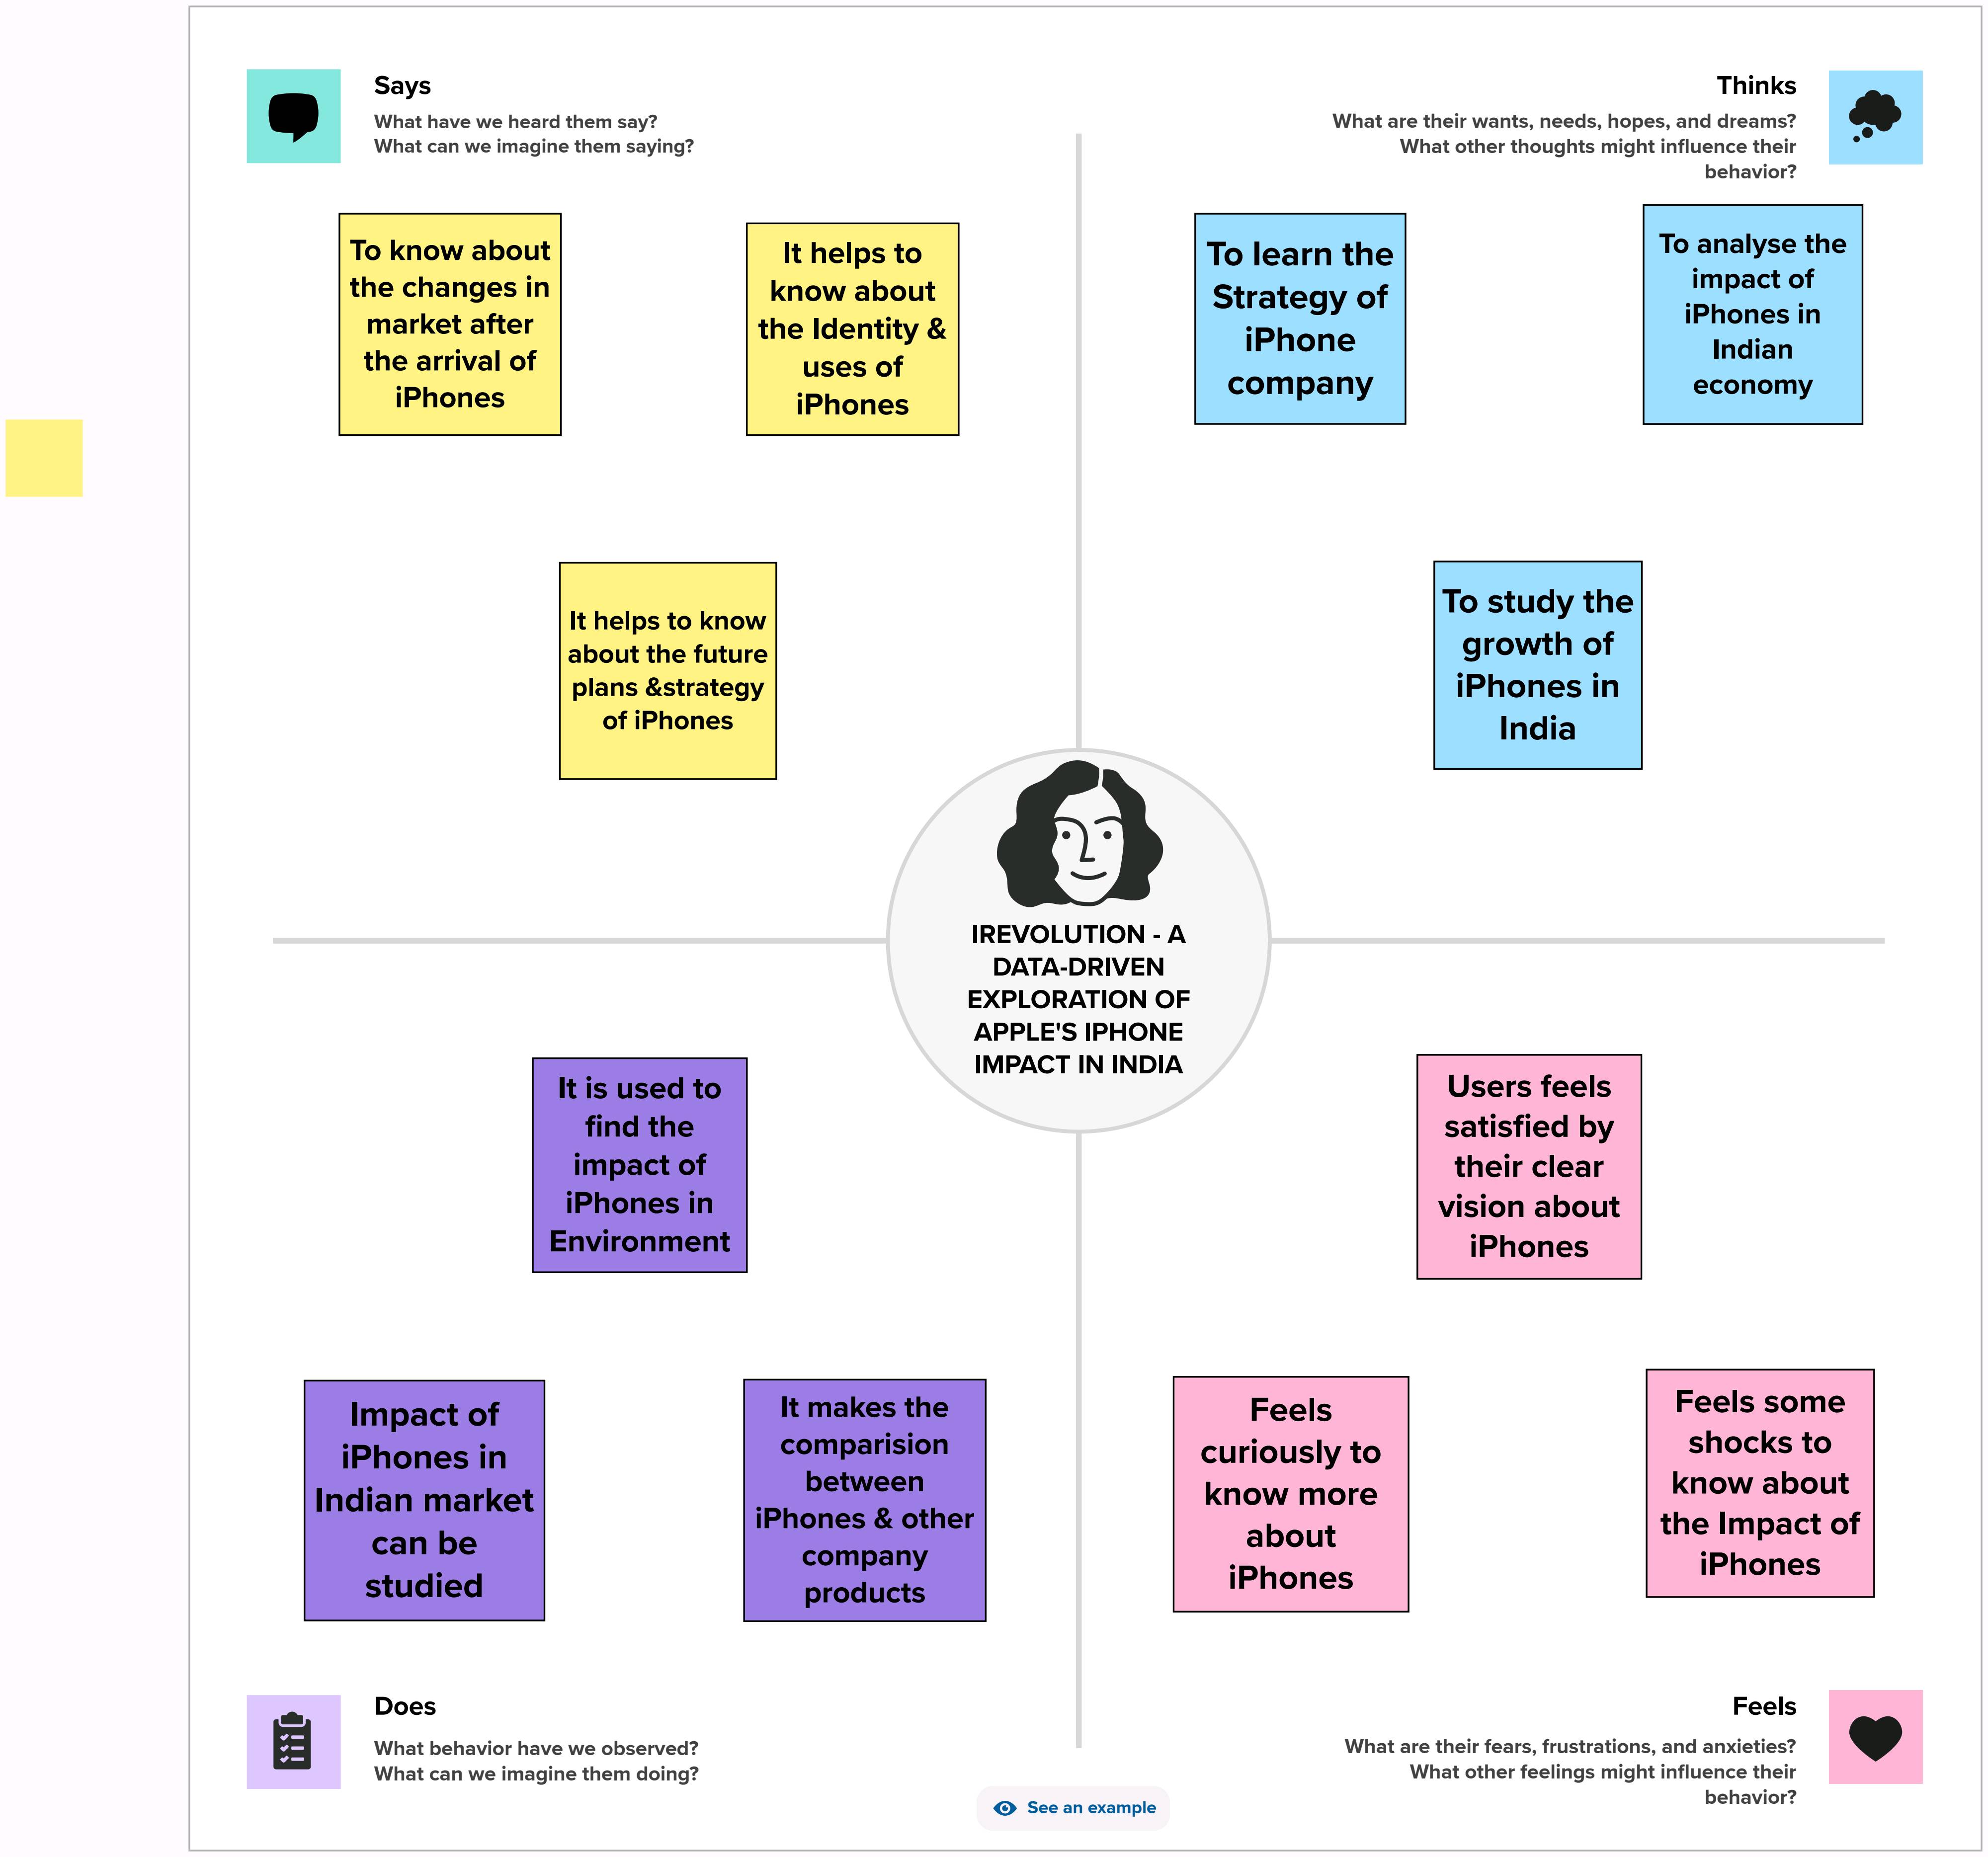 Says
What have we heard them say?
What can we imagine them saying?
Thinks
What are their wants, needs, hopes, and dreams?
What other thoughts might influence their
behavior?
To know about
the changes in
market after
the arrival of
iPhones
It helps to
know about
the Identity &
uses of
iPhones
To learn the
Strategy of
iPhone
company
To analyse the
impact of
iPhones in
Indian
economy
It helps to know
about the future
plans &strategy
of iPhones
To study the
growth of
iPhones in
India
IREVOLUTION - A
DATA-DRIVEN
EXPLORATION OF
APPLE'S IPHONE
IMPACT IN INDIA
It is used to
find the
impact of
iPhones in
Environment
Users feels
satisfied by
their clear
vision about
iPhones
Impact of
iPhones in
Indian market
can be
studied
It makes the
comparision
between
iPhones & other
company
products
Feels
curiously to
know more
about
iPhones
Feels some
shocks to
know about
the Impact of
iPhones
Does
What behavior have we observed?
What can we imagine them doing?
Feels
What are their fears, frustrations, and anxieties?
What other feelings might influence their
behavior?
See an example